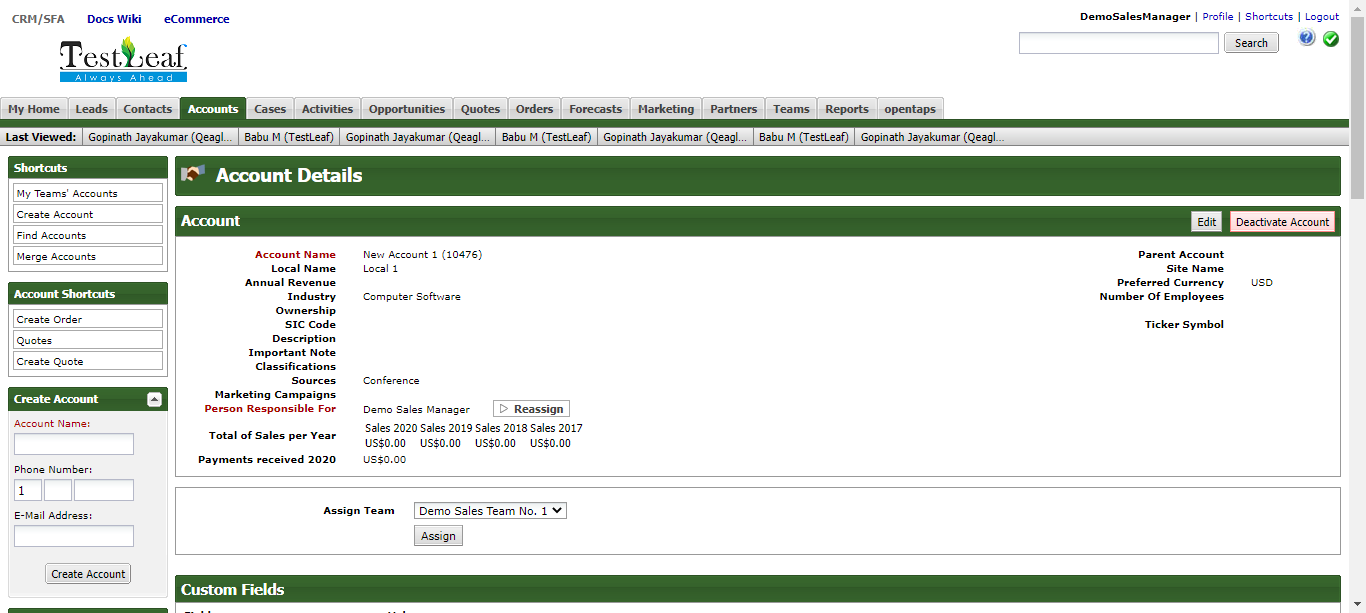 CRM/SFA Docs Wiki eCommerce
DemoSalesManager | Profile | Shortcuts | Logout
TestLeaf
Always Ahead
Search
My Home Leads Contacts Accounts Cases Activities Opportunities Quotes Orders Forecasts Marketing Partners Teams Reports opentaps
Last Viewed: Gopinath Jayakumar (Qeagl... Babu M (TestLeaf) Gopinath Jayakumar (Qeagl... Babu M (TestLeaf) Gopinath Jayakumar (Qeagl... Babu M (TestLeaf) Gopinath Jayakumar (Qeagl...
Shortcuts
My Teams' Accounts
Create Account
Find Accounts
Merge Accounts
Account Shortcuts
Create Order
Quotes
Create Quote
Create Account
Account Name:
Phone Number:
1
E-Mail Address:
Create Account
Account Details
Account Edit Deactivate Account
Account Name New Account 1 (10476) Parent Account
Local Name Local 1 Site Name
Annual Revenue Preferred Currency USD
Industry Computer Software Number Of Employees
Ownership
SIC Code Ticker Symbol
Description
Important Note
Classifications
Sources Conference
Marketing Campaigns
Person Responsible For Demo Sales Manager Reassign
Total of Sales per Year Sales 2020 Sales 2019 Sales 2018 Sales 2017
US$0.00 US$0.00 US$0.00 US$0.00
Payments received 2020 US$0.00
Assign Team Demo Sales Team No. 1
Assign
Custom Fields